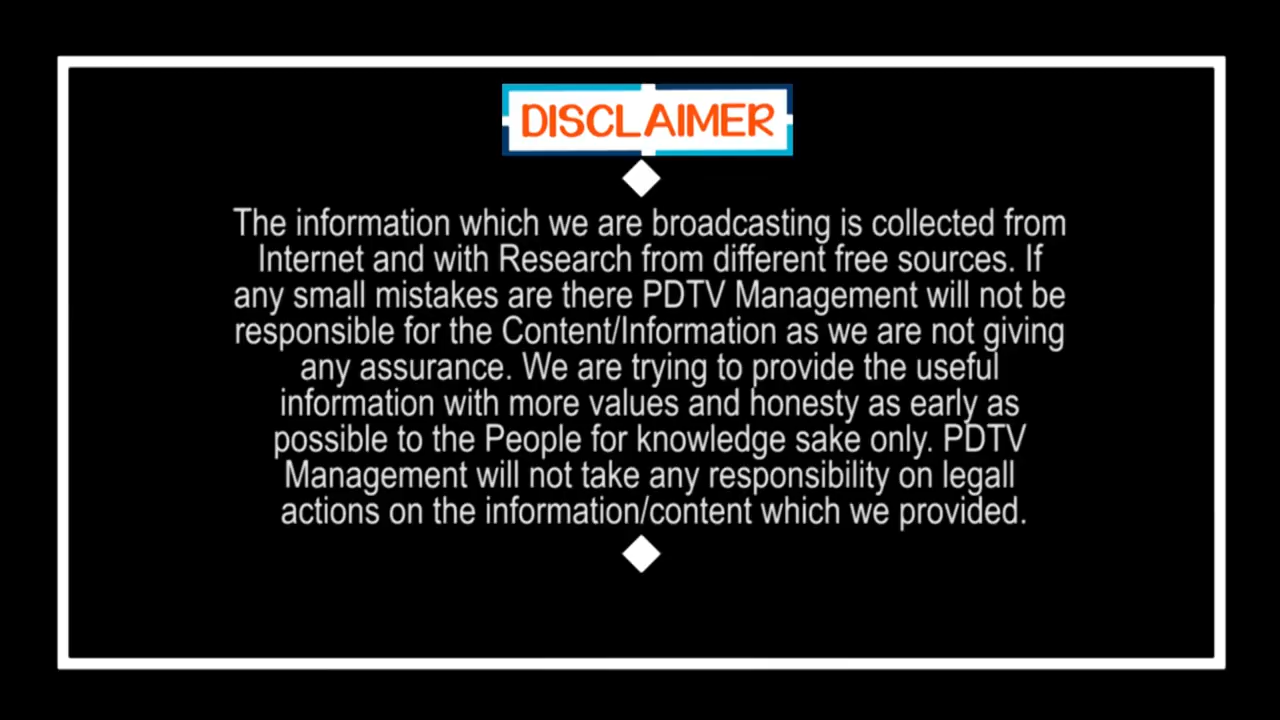 DISCLAIMER
The information which we are broadcasting is collected from
Internet and with Research from different free sources. If
any small mistakes are there PDTV Management will not be
responsible for the Content/Information as we are not giving
any assurance. We are trying to provide the useful
information with more values and honesty as early as
possible to the People for knowledge sake only. PDTV
Management will not take any responsibility on legall
actions on the information/content which we provided.